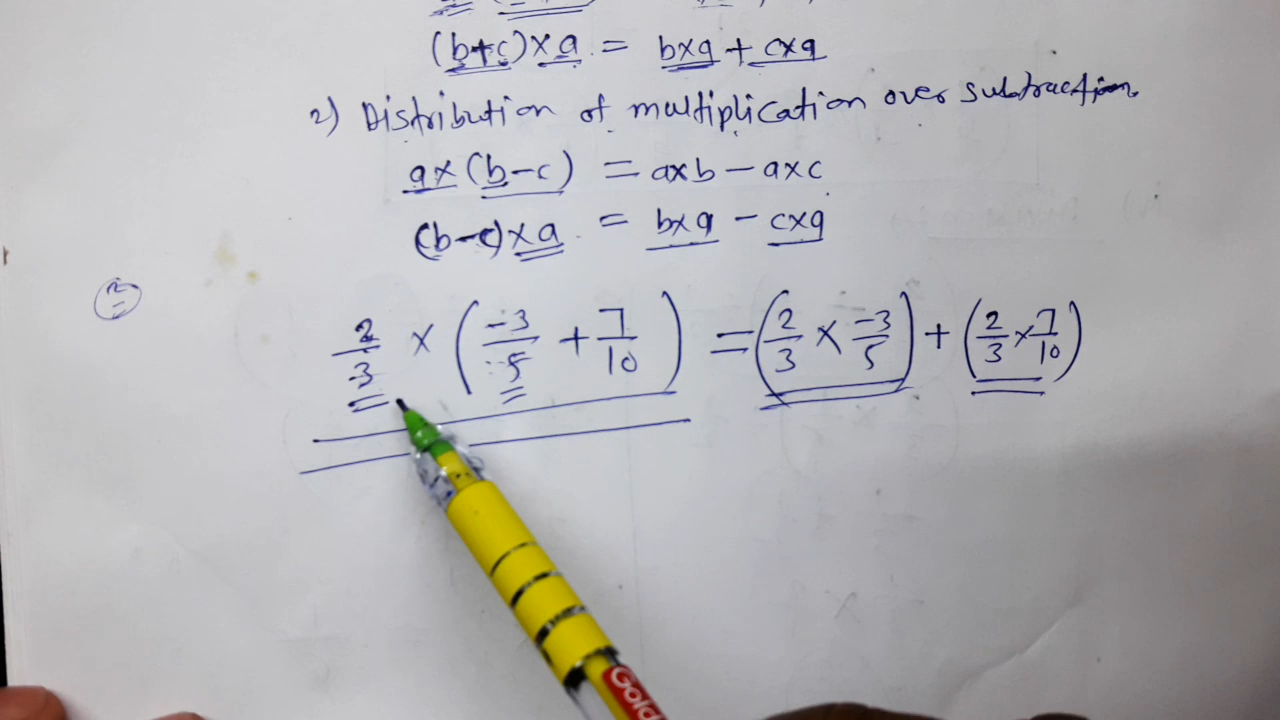 (b+c)×a = b×a + c×a
2) Distribution of multiplication over subtraction
a×(b-c) = a×b - a×c
(b-c)×a = b×a - c×a
2/3 × (-3/5 + 7/10) = (2/3 × -3/5) + (2/3 × 7/10)
Gold